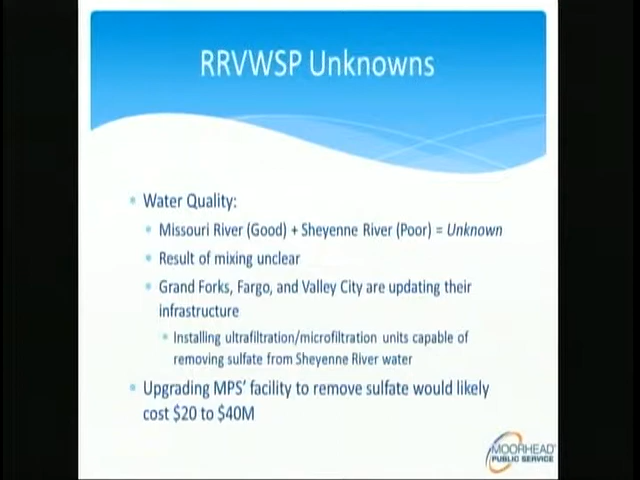 RRVWSP Unknowns
Water Quality:
Missouri River (Good) + Sheyenne River (Poor) = Unknown
Result of mixing unclear
Grand Forks, Fargo, and Valley City are updating their
infrastructure
Installing ultrafiltration/microfiltration units capable of
removing sulfate from Sheyenne River water
Upgrading MPS' facility to remove sulfate would likely
cost $20 to $40M
MOORHEAD
PUBLIC SERVICE